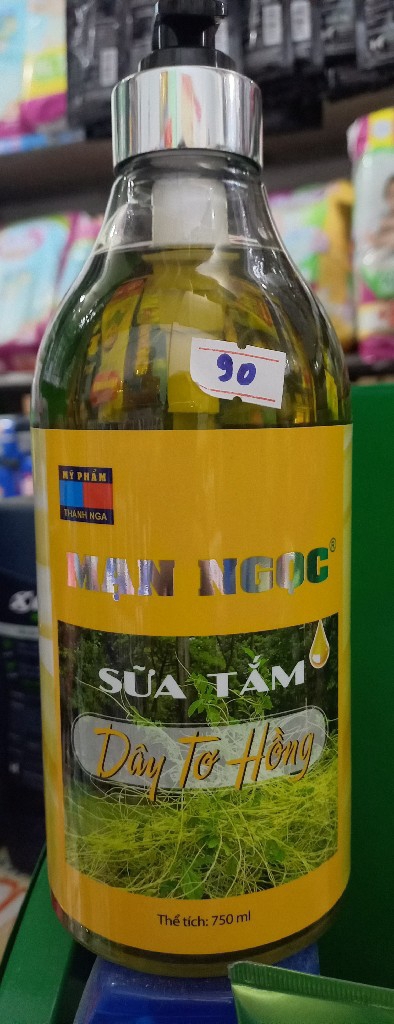 90
MỸ PHẨM
THANH NGA
MẠN NGỌC®
SỮA TẮM
Dây Tơ Hồng
Thể tích: 750 ml